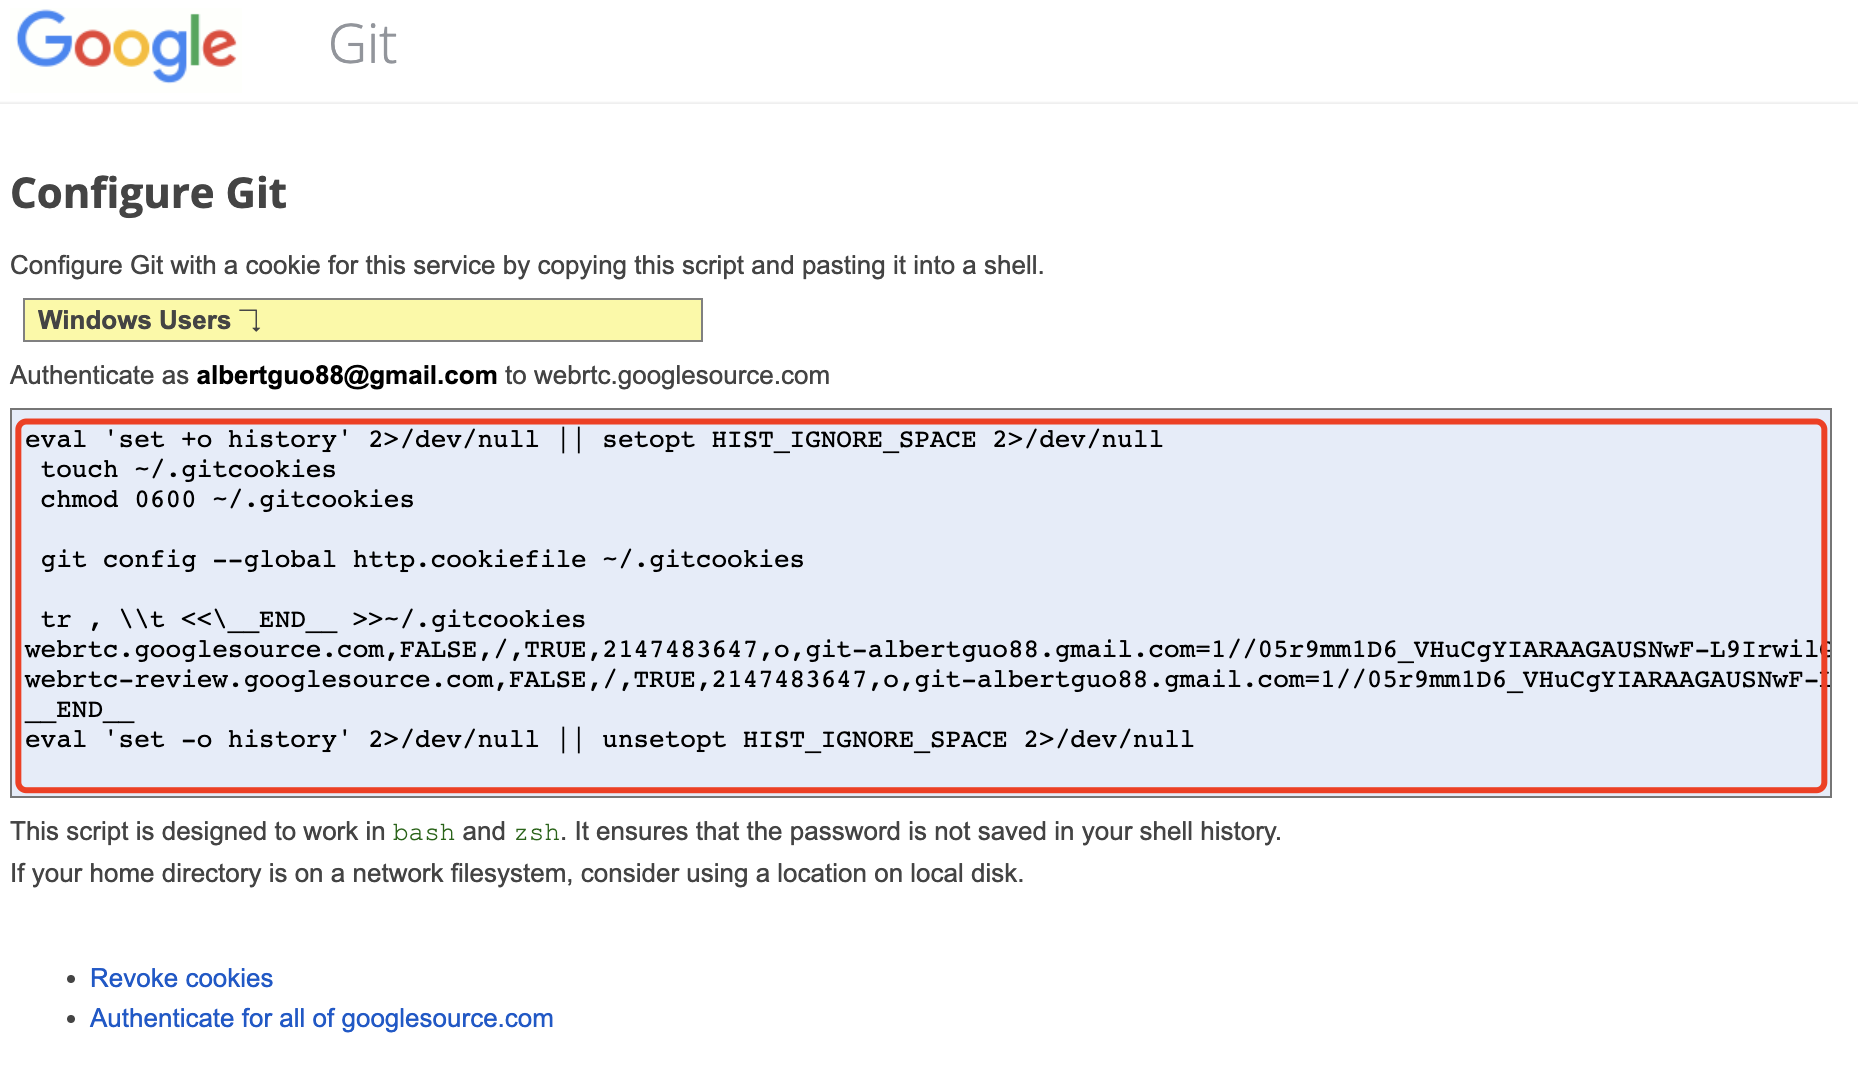 Google Git
Configure Git
Configure Git with a cookie for this service by copying this script and pasting it into a shell.
Windows Users ⤵
Authenticate as albertguo88@gmail.com to webrtc.googlesource.com
eval 'set +o history' 2>/dev/null || setopt HIST_IGNORE_SPACE 2>/dev/null
 touch ~/.gitcookies
 chmod 0600 ~/.gitcookies
 git config --global http.cookiefile ~/.gitcookies
 tr , \\t <<\__END__ >>~/.gitcookies
webrtc.googlesource.com,FALSE,/,TRUE,2147483647,o,git-albertguo88.gmail.com=1//05r9mm1D6_VHuCgYIARAAGAUSNwF-L9Irwil
webrtc-review.googlesource.com,FALSE,/,TRUE,2147483647,o,git-albertguo88.gmail.com=1//05r9mm1D6_VHuCgYIARAAGAUSNwF-
__END__
eval 'set -o history' 2>/dev/null || unsetopt HIST_IGNORE_SPACE 2>/dev/null
This script is designed to work in bash and zsh. It ensures that the password is not saved in your shell history.
If your home directory is on a network filesystem, consider using a location on local disk.
• Revoke cookies
• Authenticate for all of googlesource.com